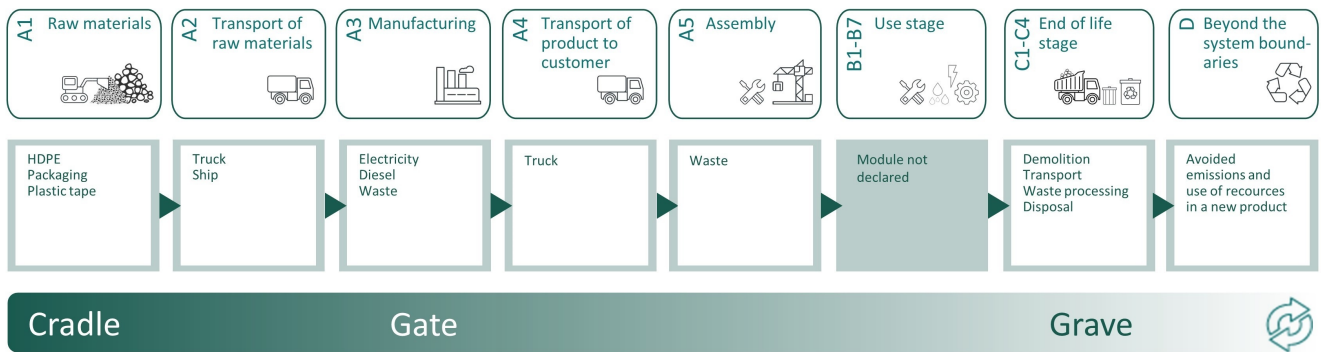 A1
Raw materials
A2
Transport of
raw materials
A3
Manufacturing
A4
Transport of
product to
customer
A5
Assembly
B1-B7
Use stage
C1-C4
End of life
stage
D
Beyond the
system bound-
aries
HDPE
Packaging
Plastic tape
Truck
Ship
Electricity
Diesel
Waste
Truck
Waste
Module not
declared
Demolition
Transport
Waste processing
Disposal
Avoided
emissions and
use of recources
in a new product
Cradle
Gate
Grave